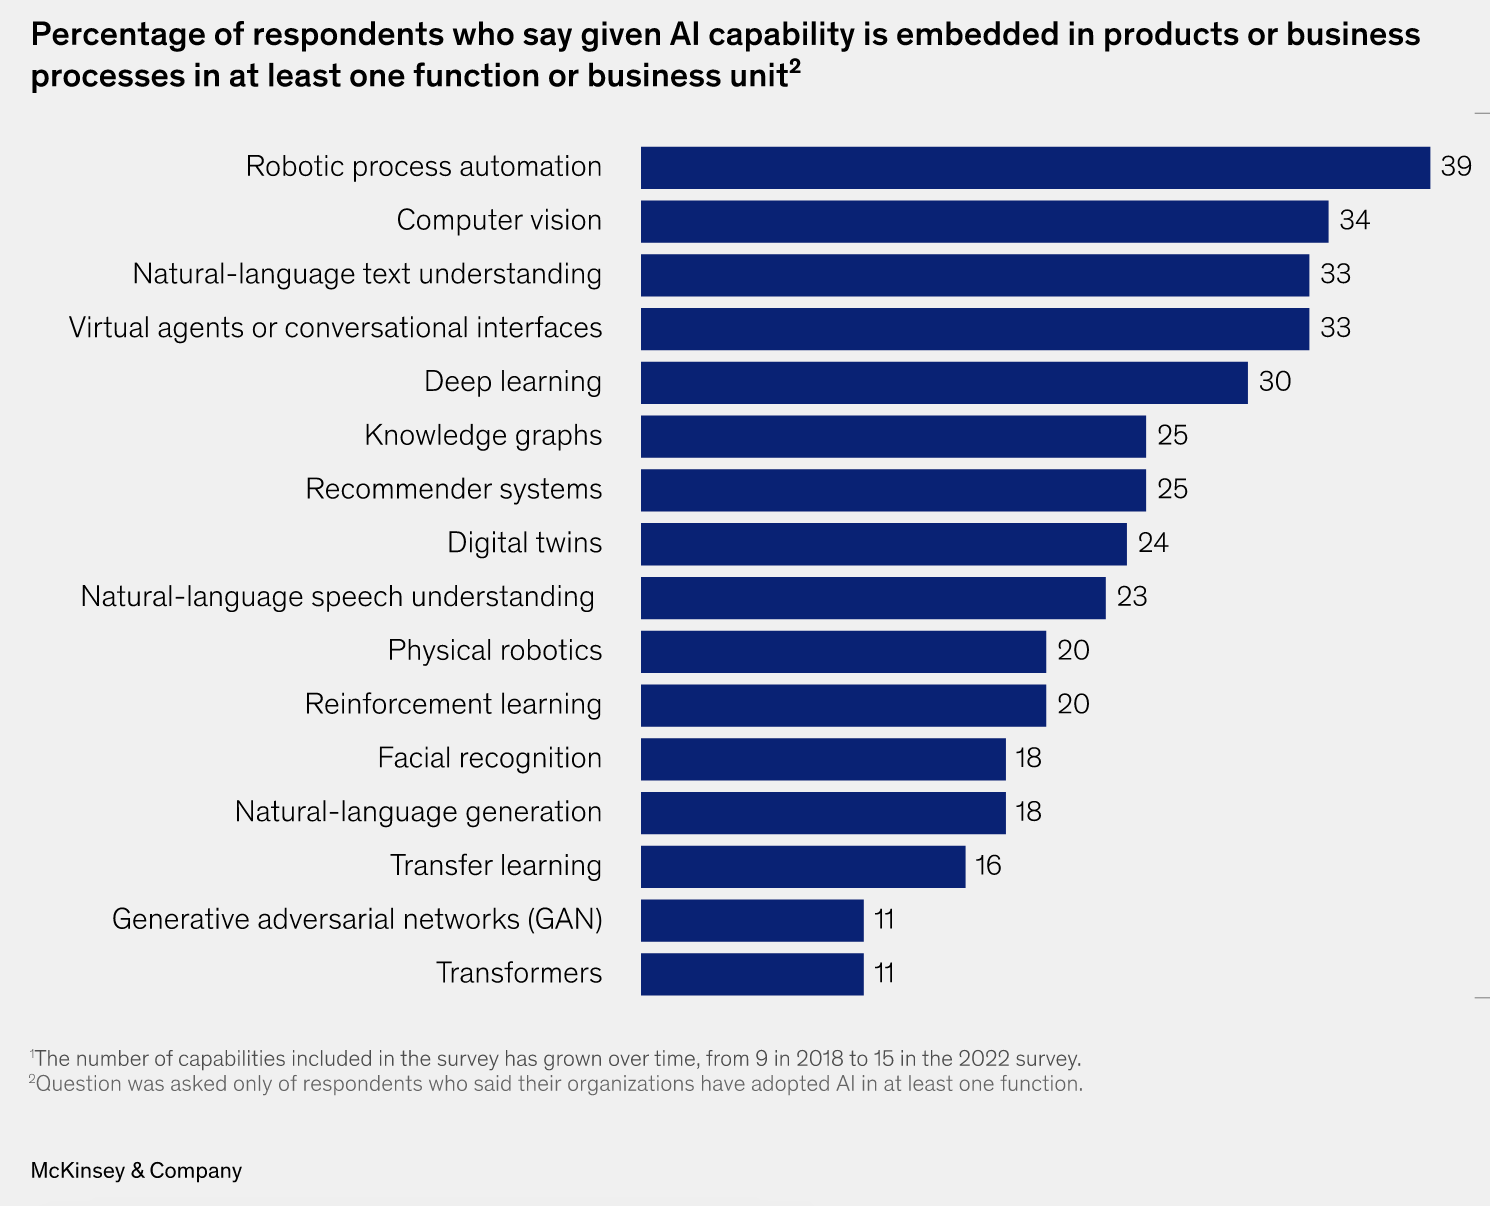 Percentage of respondents who say given AI capability is embedded in products or business
processes in at least one function or business unit²
Robotic process automation 39
Computer vision 34
Natural-language text understanding 33
Virtual agents or conversational interfaces 33
Deep learning 30
Knowledge graphs 25
Recommender systems 25
Digital twins 24
Natural-language speech understanding 23
Physical robotics 20
Reinforcement learning 20
Facial recognition 18
Natural-language generation 18
Transfer learning 16
Generative adversarial networks (GAN) 11
Transformers 11
¹The number of capabilities included in the survey has grown over time, from 9 in 2018 to 15 in the 2022 survey.
²Question was asked only of respondents who said their organizations have adopted AI in at least one function.
McKinsey & Company